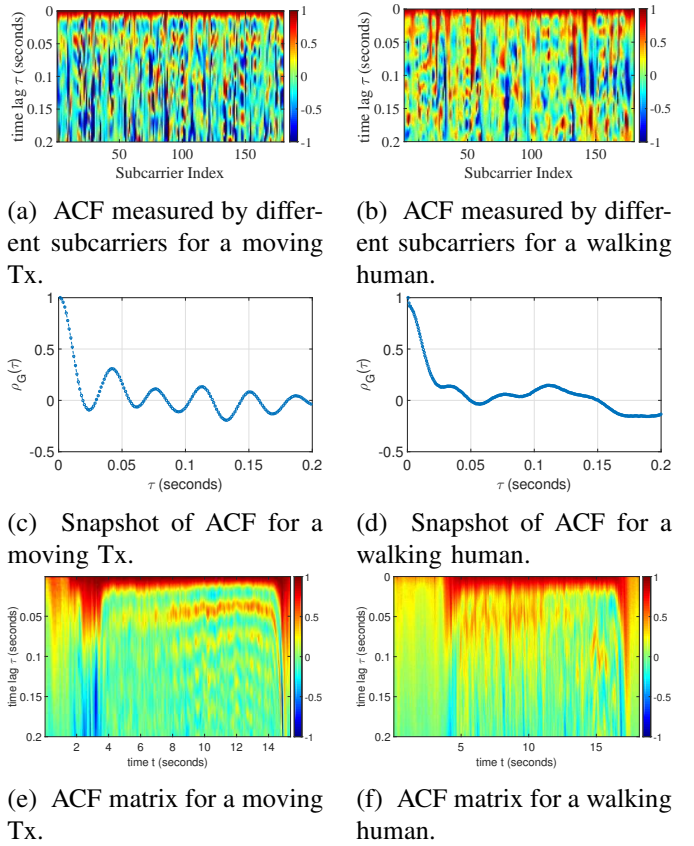 0
0.05
0.1
0.15
0.2
time lag τ (seconds)
50 100 150
Subcarrier Index
1
0.5
0
-0.5
-1
0
0.05
0.1
0.15
0.2
time lag τ (seconds)
50 100 150
Subcarrier Index
1
0.5
0
-0.5
-1
(a) ACF measured by differ-
ent subcarriers for a moving
Tx.
(b) ACF measured by differ-
ent subcarriers for a walking
human.
1
0.5
0
-0.5
ρG(τ)
0 0.05 0.1 0.15 0.2
τ (seconds)
1
0.5
0
-0.5
ρG(τ)
0 0.05 0.1 0.15 0.2
τ (seconds)
(c) Snapshot of ACF for a
moving Tx.
(d) Snapshot of ACF for a
walking human.
0
0.05
0.1
0.15
0.2
time lag τ (seconds)
2 4 6 8 10 12 14
time t (seconds)
1
0.5
0
-0.5
-1
0
0.05
0.1
0.15
0.2
time lag τ (seconds)
5 10 15
time t (seconds)
1
0.5
0
-0.5
-1
(e) ACF matrix for a moving
Tx.
(f) ACF matrix for a walking
human.